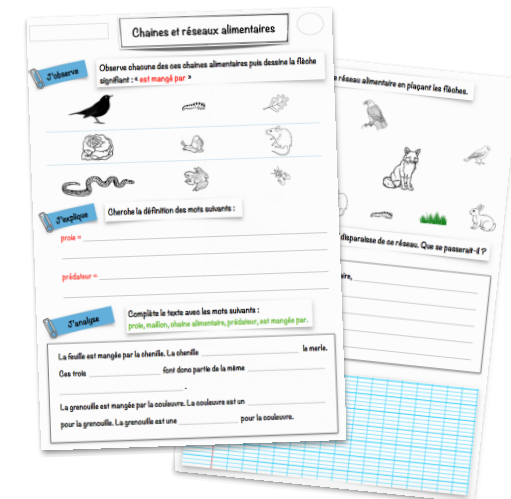 Chaines et réseaux alimentaires
J'observe
Observe chacune des ces chaines alimentaires puis dessine la flèche
signifiant : « est mangé par »
J'explique
Cherche la définition des mots suivants :
proie =
prédateur =
J'analyse
Complète le texte avec les mots suivants :
proie, maillon, chaine alimentaire, prédateur, est mangé par.
La feuille est mangée par la chenille. La chenille le merle.
Ces trois font donc partie de la même
.
La grenouille est mangée par la couleuvre. La couleuvre est un
pour la grenouille. La grenouille est une pour la couleuvre.
réseau alimentaire en plaçant les flèches.
disparaisse de ce réseau. Que se passerait-il ?